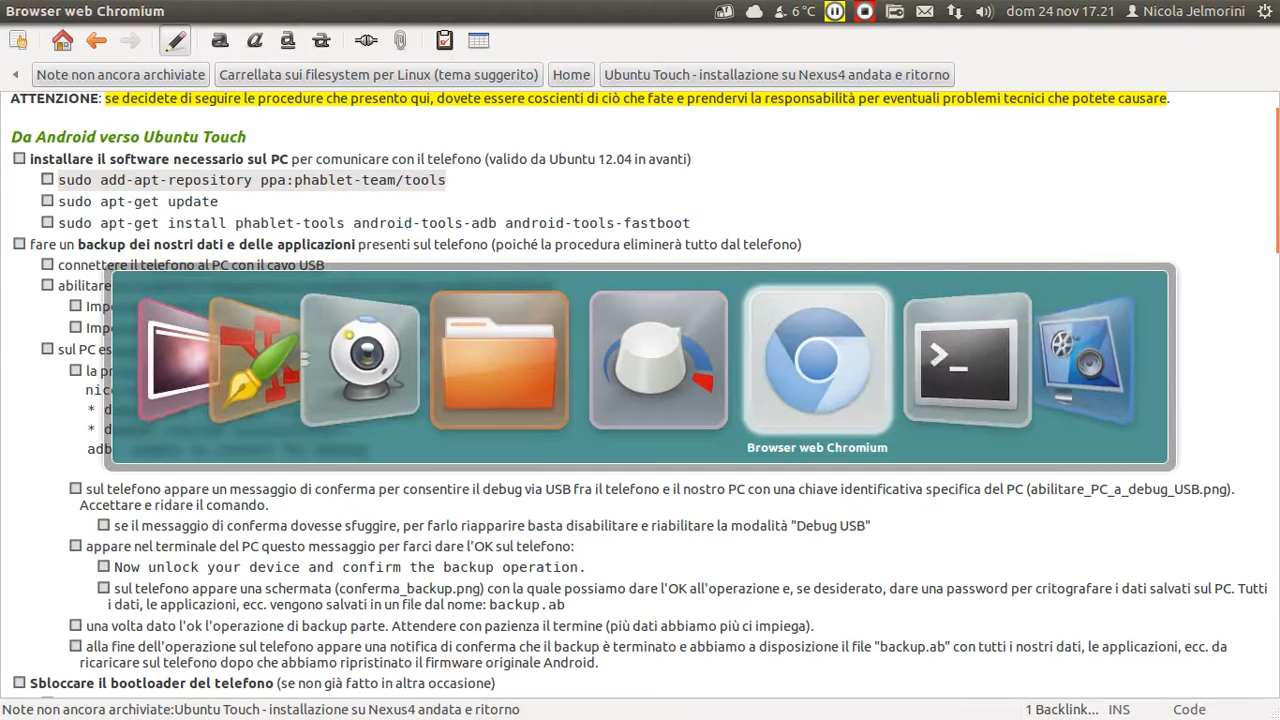 Browser web Chromium
6 °C
dom 24 nov 17.21
Nicola Jelmorini
Note non ancora archiviate
Carrellata sui filesystem per Linux (tema suggerito)
Home
Ubuntu Touch - installazione su Nexus4 andata e ritorno
ATTENZIONE: se decidete di seguire le procedure che presento qui, dovete essere coscienti di ciò che fate e prendervi la responsabilità per eventuali problemi tecnici che potete causare.
Da Android verso Ubuntu Touch
installare il software necessario sul PC per comunicare con il telefono (valido da Ubuntu 12.04 in avanti)
sudo add-apt-repository ppa:phablet-team/tools
sudo apt-get update
sudo apt-get install phablet-tools android-tools-adb android-tools-fastboot
fare un backup dei nostri dati e delle applicazioni presenti sul telefono (poiché la procedura eliminerà tutto dal telefono)
connettere il telefono al PC con il cavo USB
abilitare
Imp
Imp
sul PC es
la pr
nic
* d
* d
adb
Browser web Chromium
sul telefono appare un messaggio di conferma per consentire il debug via USB fra il telefono e il nostro PC con una chiave identificativa specifica del PC (abilitare_PC_a_debug_USB.png).
Accettare e ridare il comando.
se il messaggio di conferma dovesse sfuggire, per farlo riapparire basta disabilitare e riabilitare la modalità "Debug USB"
appare nel terminale del PC questo messaggio per farci dare l'OK sul telefono:
Now unlock your device and confirm the backup operation.
sul telefono appare una schermata (conferma_backup.png) con la quale possiamo dare l'OK all'operazione e, se desiderato, dare una password per critografare i dati salvati sul PC. Tutti
i dati, le applicazioni, ecc. vengono salvati in un file dal nome: backup.ab
una volta dato l'ok l'operazione di backup parte. Attendere con pazienza il termine (più dati abbiamo più ci impiega).
alla fine dell'operazione sul telefono appare una notifica di conferma che il backup è terminato e abbiamo a disposizione il file "backup.ab" con tutti i nostri dati, le applicazioni, ecc. da
ricaricare sul telefono dopo che abbiamo ripristinato il firmware originale Android.
Sbloccare il bootloader del telefono (se non già fatto in altra occasione)
Note non ancora archiviate:Ubuntu Touch - installazione su Nexus4 andata e ritorno
1 Backlink...
INS
Code